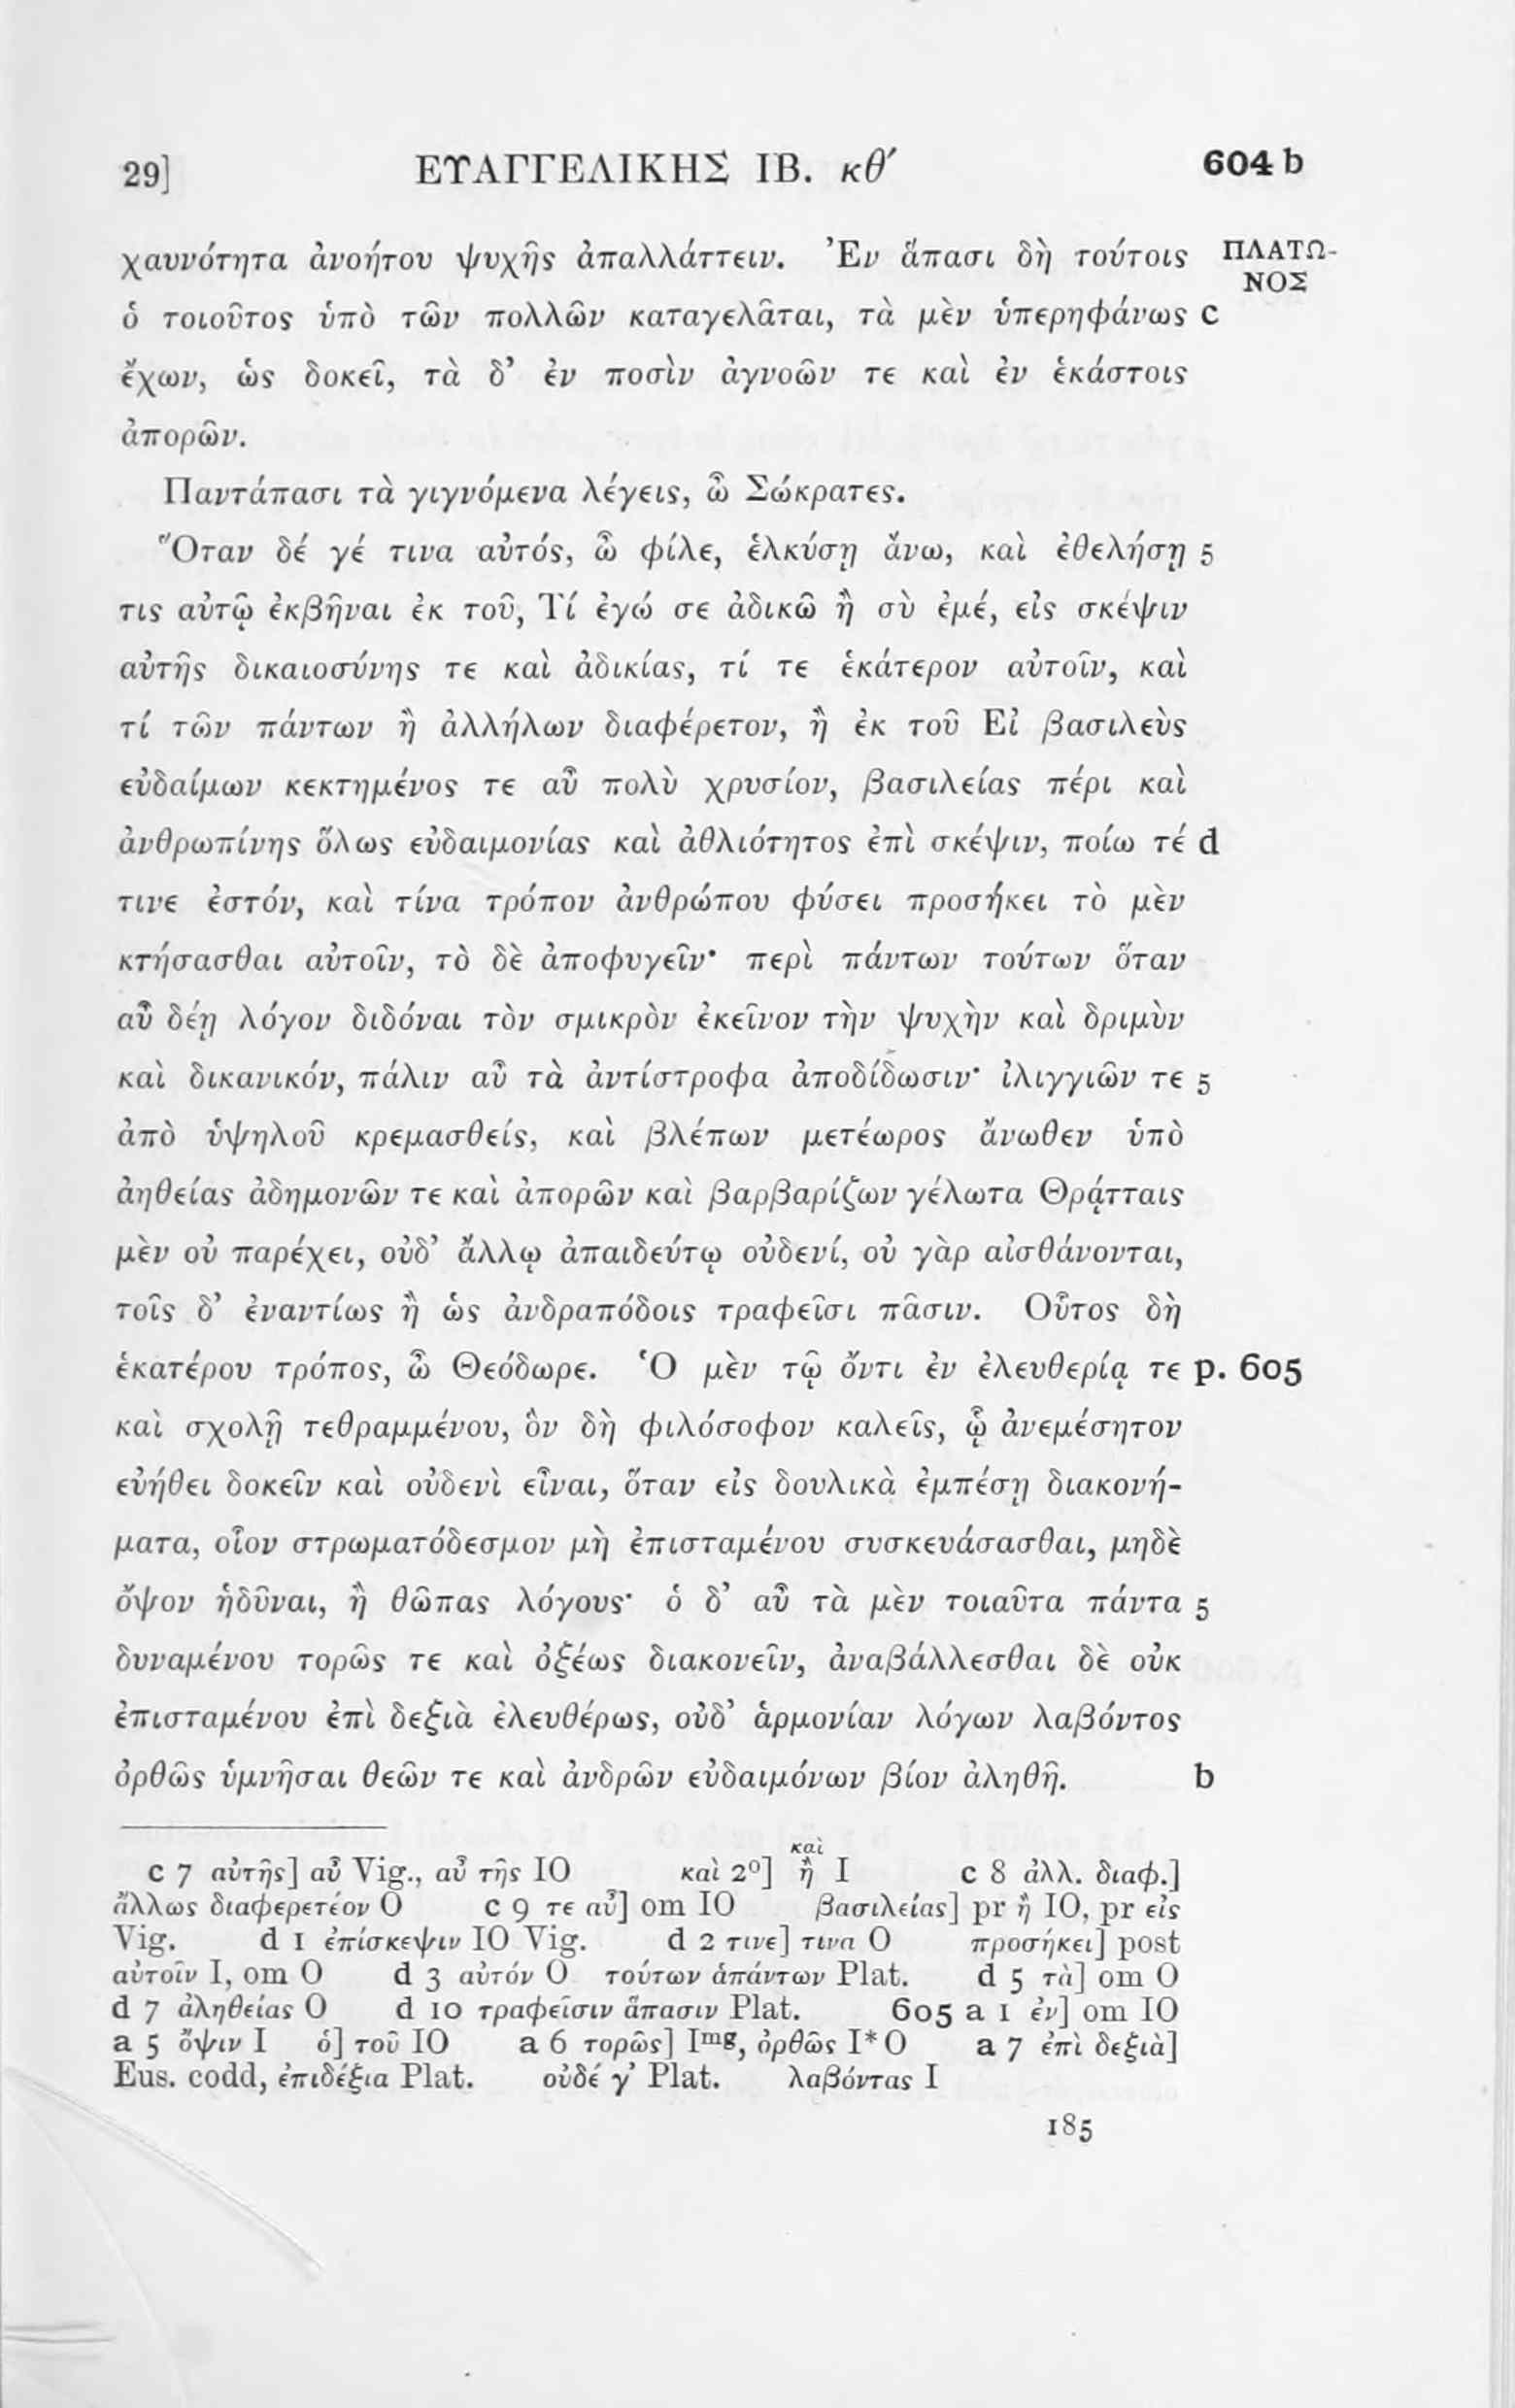 29] ΕΥΑΓΓΕΛΙΚΗΣ ΙΒ. κθ′ 604 b
χαυνότητα ἀνοήτου ψυχῆς ἀπαλλάττειν. Ἐν ἅπασι δὴ τούτοις ΠΛΑΤΩ-
ΝΟΣ
ὁ τοιοῦτος ὑπὸ τῶν πολλῶν καταγελᾶται, τὰ μὲν ὑπερηφάνως c
ἔχων, ὡς δοκεῖ, τὰ δ’ ἐν ποσὶν ἀγνοῶν τε καὶ ἐν ἑκάστοις
ἀπορῶν.
Παντάπασι τὰ γιγνόμενα λέγεις, ὦ Σώκρατες.
Ὅταν δέ γέ τινα αὐτός, ὦ φίλε, ἑλκύσῃ ἄνω, καὶ ἐθελήσῃ 5
τις αὐτῷ ἐκβῆναι ἐκ τοῦ, Τί ἐγώ σε ἀδικῶ ἢ σὺ ἐμέ, εἰς σκέψιν
αὐτῆς δικαιοσύνης τε καὶ ἀδικίας, τί τε ἑκάτερον αὐτοῖν, καὶ
τί τῶν πάντων ἢ ἀλλήλων διαφέρετον, ἢ ἐκ τοῦ Εἰ βασιλεὺς
εὐδαίμων κεκτημένος τε αὖ πολὺ χρυσίον, βασιλείας πέρι καὶ
ἀνθρωπίνης ὅλως εὐδαιμονίας καὶ ἀθλιότητος ἐπὶ σκέψιν, ποίω τέ d
τινε ἐστόν, καὶ τίνα τρόπον ἀνθρώπου φύσει προσήκει τὸ μὲν
κτήσασθαι αὐτοῖν, τὸ δὲ ἀποφυγεῖν· περὶ πάντων τούτων ὅταν
αὖ δέῃ λόγον διδόναι τὸν σμικρὸν ἐκεῖνον τὴν ψυχὴν καὶ δριμὺν
καὶ δικανικόν, πάλιν αὖ τὰ ἀντίστροφα ἀποδίδωσιν· ἰλιγγιῶν τε 5
ἀπὸ ὑψηλοῦ κρεμασθείς, καὶ βλέπων μετέωρος ἄνωθεν ὑπὸ
ἀηθείας ἀδημονῶν τε καὶ ἀπορῶν καὶ βαρβαρίζων γέλωτα Θρᾴτταις
μὲν οὐ παρέχει, οὐδ’ ἄλλῳ ἀπαιδεύτῳ οὐδενί, οὐ γὰρ αἰσθάνονται,
τοῖς δ’ ἐναντίως ἢ ὡς ἀνδραπόδοις τραφεῖσι πᾶσιν. Οὗτος δὴ
ἑκατέρου τρόπος, ὦ Θεόδωρε. Ὁ μὲν τῷ ὄντι ἐν ἐλευθερίᾳ τε p. 605
καὶ σχολῇ τεθραμμένου, ὃν δὴ φιλόσοφον καλεῖς, ᾧ ἀνεμέσητον
εὐήθει δοκεῖν καὶ οὐδενὶ εἶναι, ὅταν εἰς δουλικὰ ἐμπέσῃ διακονή-
ματα, οἷον στρωματόδεσμον μὴ ἐπισταμένου συσκευάσασθαι, μηδὲ
ὄψον ἡδῦναι, ἢ θῶπας λόγους· ὁ δ’ αὖ τὰ μὲν τοιαῦτα πάντα 5
δυναμένου τορῶς τε καὶ ὀξέως διακονεῖν, ἀναβάλλεσθαι δὲ οὐκ
ἐπισταμένου ἐπὶ δεξιὰ ἐλευθέρως, οὐδ’ ἁρμονίαν λόγων λαβόντος
ὀρθῶς ὑμνῆσαι θεῶν τε καὶ ἀνδρῶν εὐδαιμόνων βίον ἀληθῆ. b
καὶ
c 7 αὐτῆς] αὖ Vig., αὖ τῆς IO καὶ 2º] ἢ I c 8 ἀλλ. διαφ.]
ἄλλως διαφερετέον O c 9 τε αὖ] om IO βασιλείας] pr ἢ IO, pr εἰς
Vig. d 1 ἐπίσκεψιν IO Vig. d 2 τινε] τινα O προσήκει] post
αὐτοῖν I, om O d 3 αὐτόν O τούτων ἁπάντων Plat. d 5 τὰ] om O
d 7 ἀληθείας O d 10 τραφεῖσιν ἅπασιν Plat. 605 a 1 ἐν] om IO
a 5 ὄψιν I ὁ] τοῦ IO a 6 τορῶς] Iᵐᵍ, ὀρθῶς I* O a 7 ἐπὶ δεξιὰ]
Eus. codd, ἐπιδέξια Plat. οὐδέ γ’ Plat. λαβόντας I
185